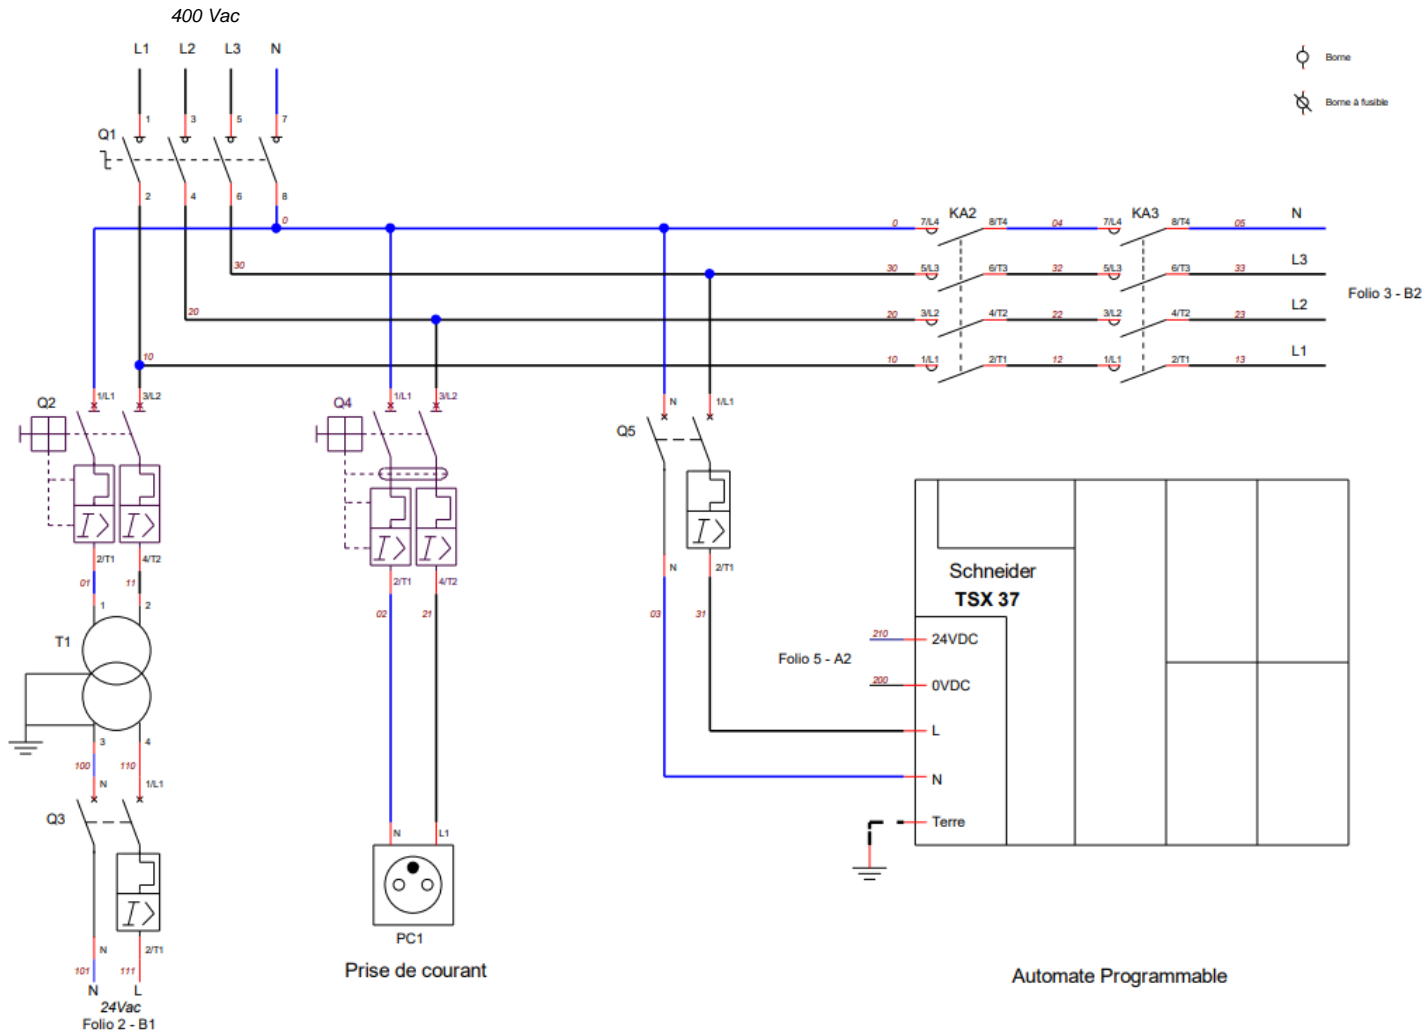 400 Vac
L1 L2 L3 N
Borne
Borne à fusible
1 3 5 7
Q1
2 4 6 8
0
0 7/L4 KA2 8/T4 04 7/L4 KA3 8/T4 05 N
30
30 5/L3 6/T3 32 5/L3 6/T3 33 L3
Folio 3 - B2
20
20 3/L2 4/T2 22 3/L2 4/T2 23 L2
10
10 1/L1 2/T1 12 1/L1 2/T1 13 L1
Q2 1/L1 3/L2
Q4 1/L1 3/L2
Q5 N 1/L1
I> I>
I> I>
I>
2/T1 4/T2
01 11
2/T1 4/T2
02 21
N 2/T1
03 31
1 2
T1
3 4
100 110
N 1/L1
Q3
I>
N 2/T1
101 111
N L
24Vac
Folio 2 - B1
N L1
PC1
Prise de courant
Schneider
TSX 37
Folio 5 - A2
210 24VDC
200 0VDC
L
N
Terre
Automate Programmable